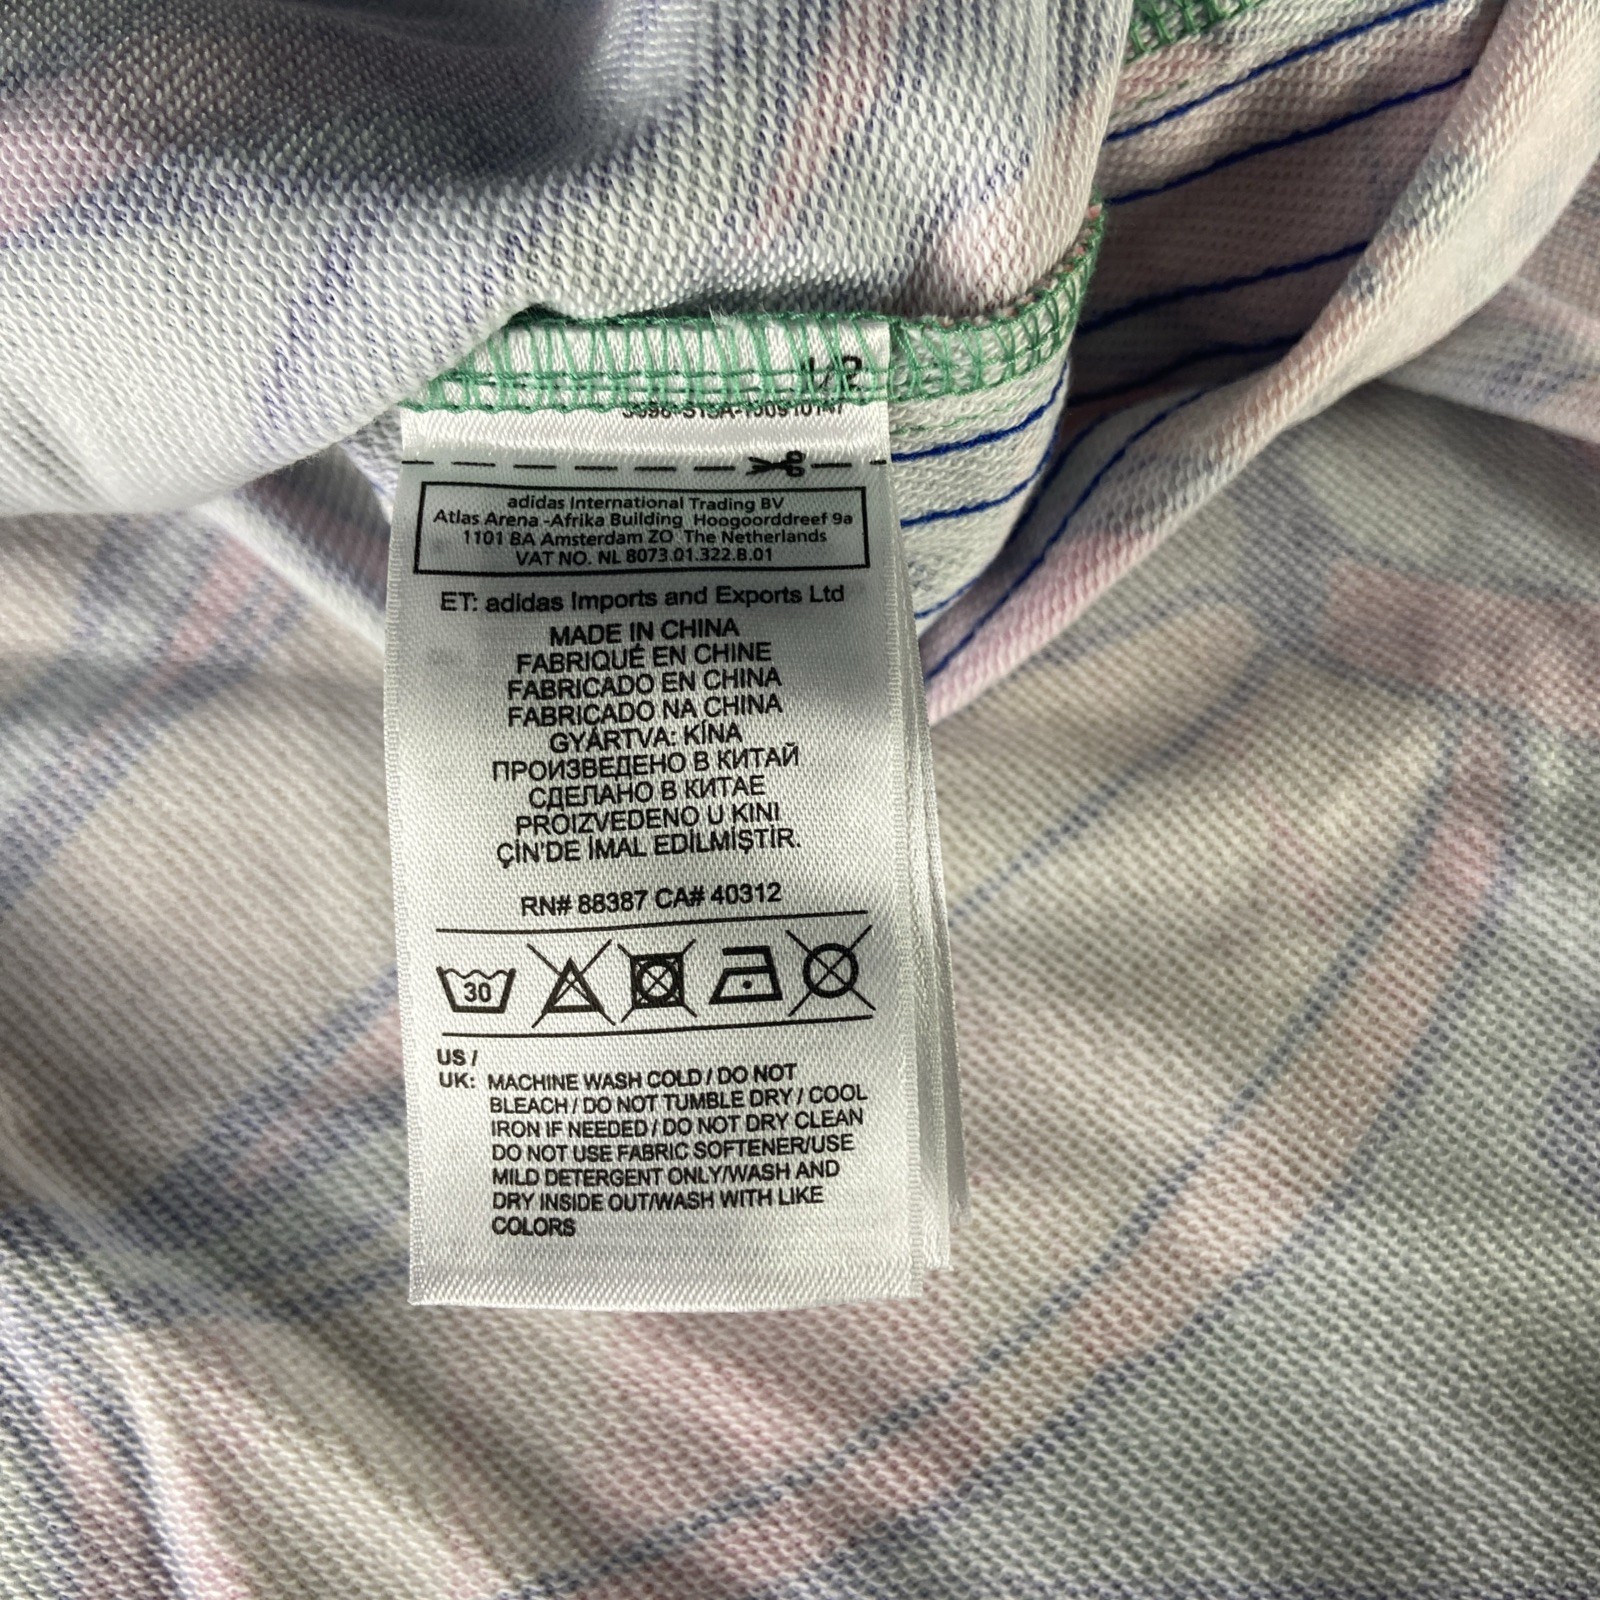 adidas International Trading BV
Atlas Arena -Afrika Building Hoogoorddreef 9a
1101 BA Amsterdam ZO The Netherlands
VAT NO. NL 8073.01.322.B.01
ET: adidas Imports and Exports Ltd
MADE IN CHINA
FABRIQUÉ EN CHINE
FABRICADO EN CHINA
FABRICADO NA CHINA
GYÁRTVA: KÍNA
ПРОИЗВЕДЕНО В КИТАЙ
СДЕЛАНО В КИТАЕ
PROIZVEDENO U KINI
ÇİN'DE İMAL EDİLMİŞTİR.
RN# 88387 CA# 40312
30
US /
UK: MACHINE WASH COLD / DO NOT
BLEACH / DO NOT TUMBLE DRY / COOL
IRON IF NEEDED / DO NOT DRY CLEAN
DO NOT USE FABRIC SOFTENER/USE
MILD DETERGENT ONLY/WASH AND
DRY INSIDE OUT/WASH WITH LIKE
COLORS